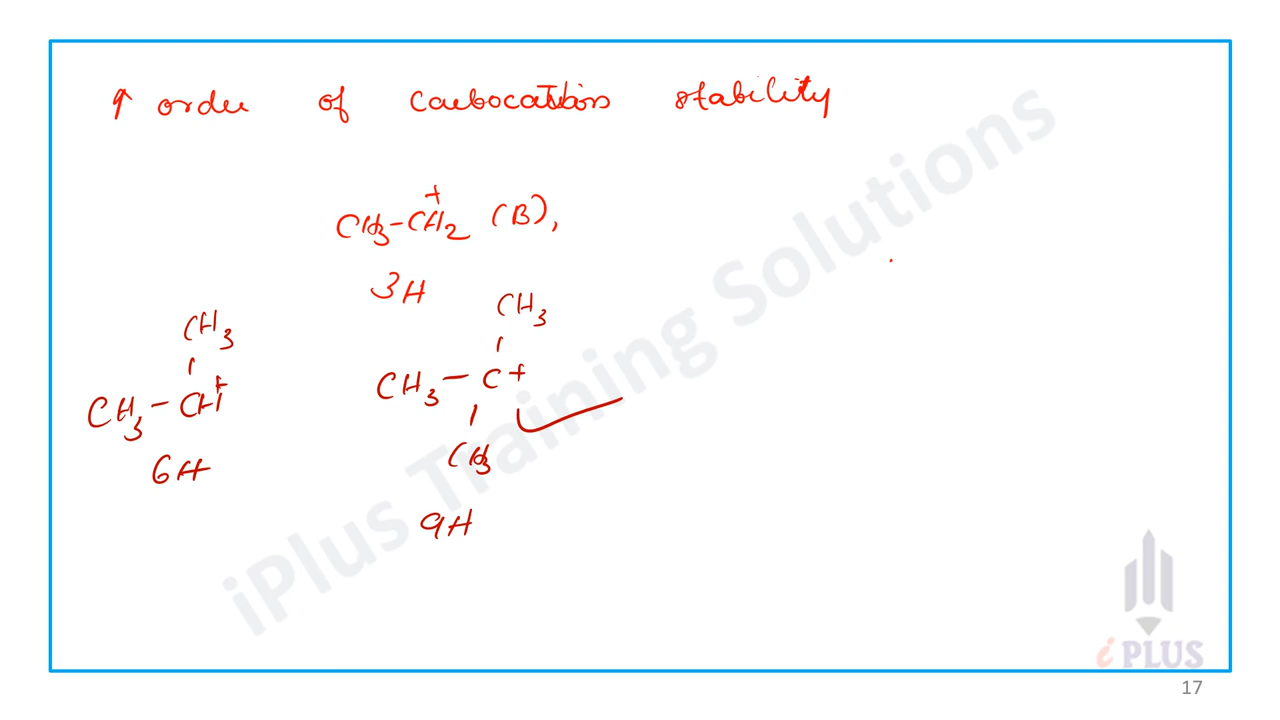 ↑ order of carbocation stability
CH3-CH2+ (B),
3H
CH3
CH3-CH+
6H
CH3
CH3-C+
CH3
9H
iPlus Training Solutions
iPLUS
17